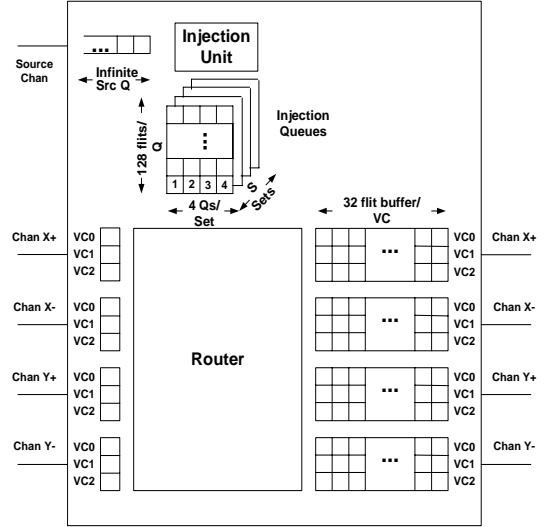 ...
Source
Chan
Infinite
Src Q
Injection
Unit
128 flits/
Q
...
1 2 3 4
S
Sets
Injection
Queues
4 Qs/
Set
32 flit buffer/
VC
Router
Chan X+
VC0
VC1
VC2
...
VC0
VC1
VC2
Chan X+
Chan X-
VC0
VC1
VC2
...
VC0
VC1
VC2
Chan X-
Chan Y+
VC0
VC1
VC2
...
VC0
VC1
VC2
Chan Y+
Chan Y-
VC0
VC1
VC2
...
VC0
VC1
VC2
Chan Y-